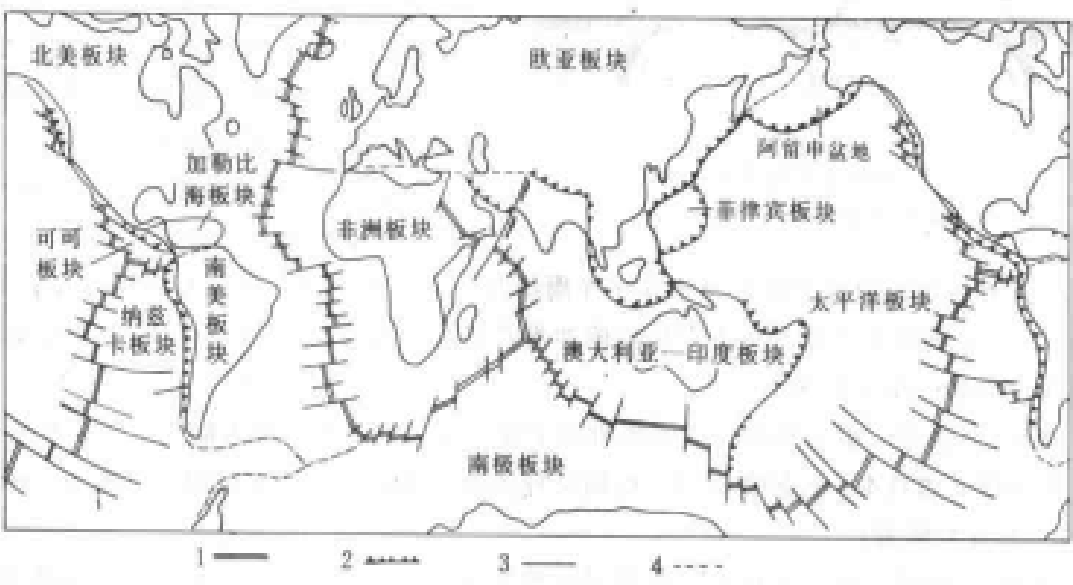 北美板块
欧亚板块
阿留申盆地
加勒比
海板块
菲律宾板块
非洲板块
可可
板块
南美板块
太平洋板块
纳兹
卡板块
澳大利亚—印度板块
南极板块
1
2
3
4